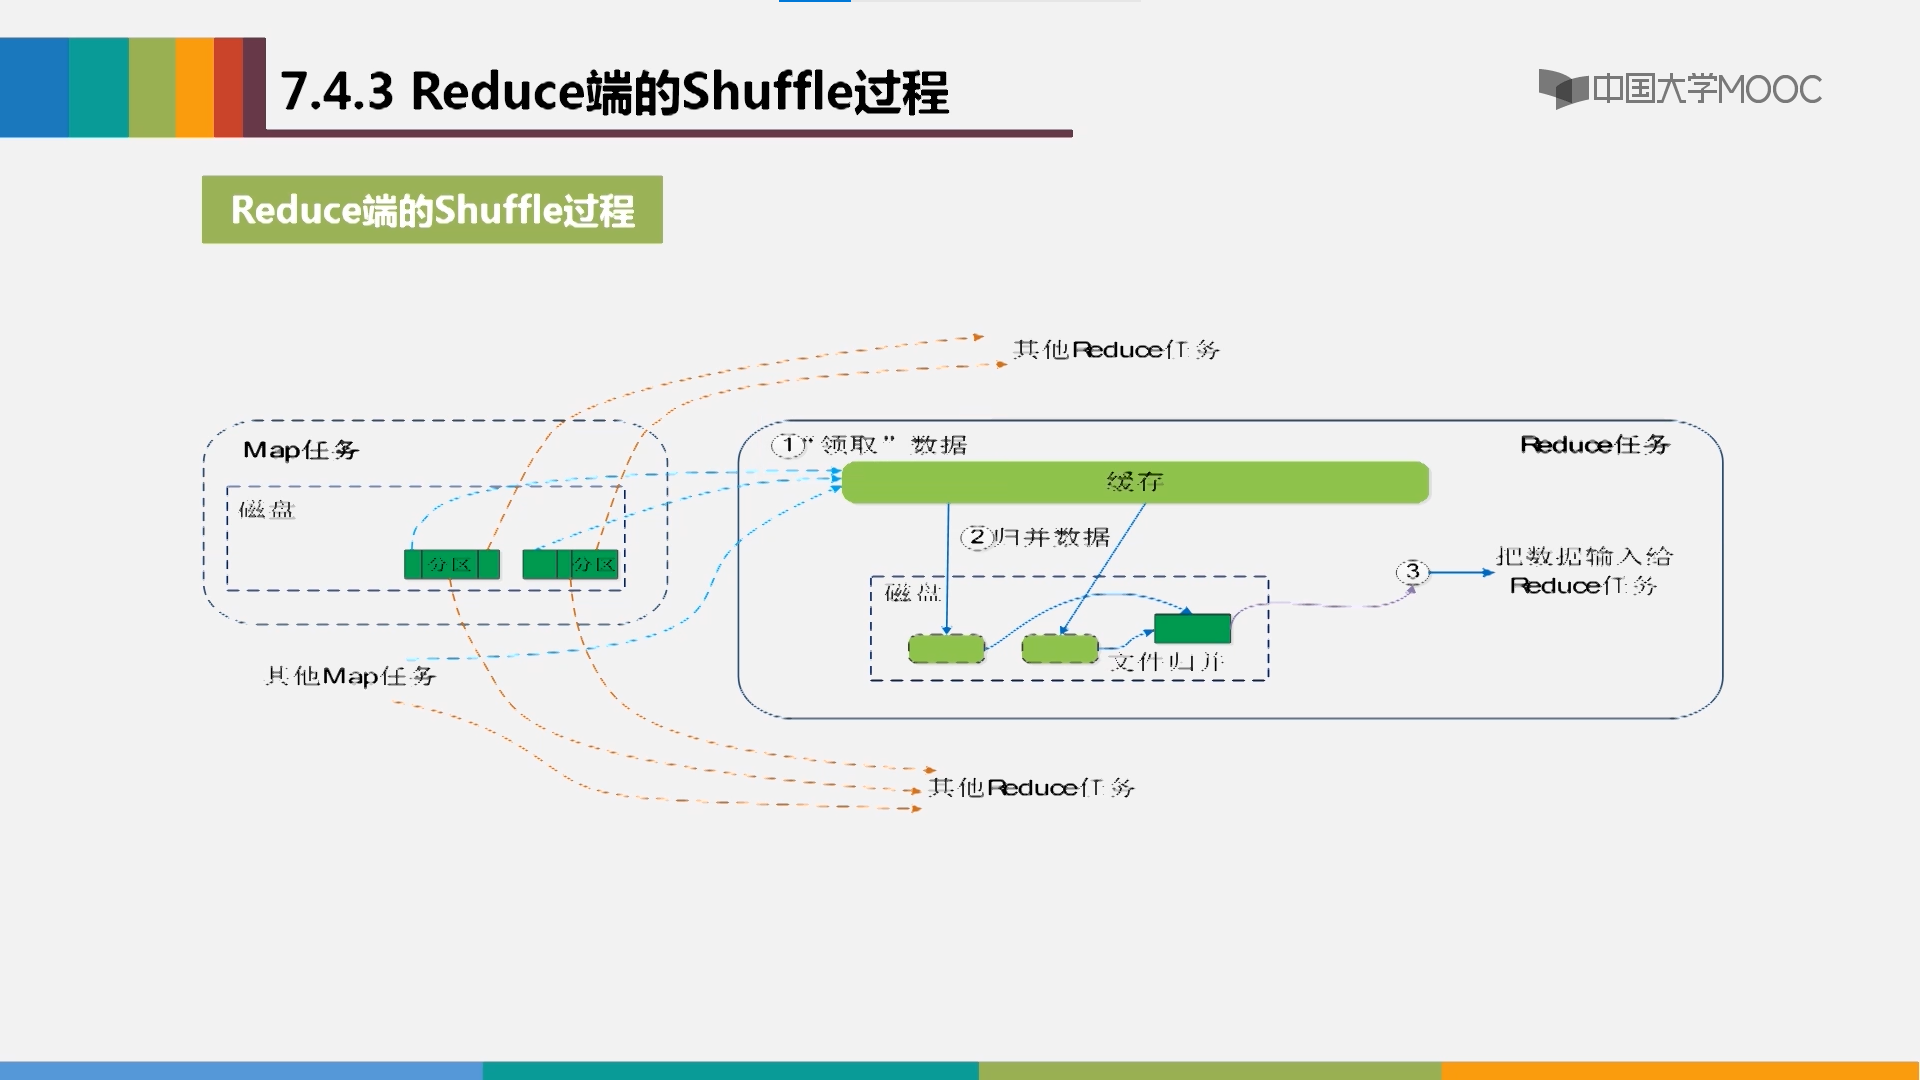 7.4.3 Reduce端的Shuffle过程
中国大学MOOC
Reduce端的Shuffle过程
其他Reduce任务
Map任务
磁盘
分区
分区
其他Map任务
①“领取”数据
Reduce任务
缓存
②归并数据
磁盘
文件归并
③
把数据输入给
Reduce任务
其他Reduce任务